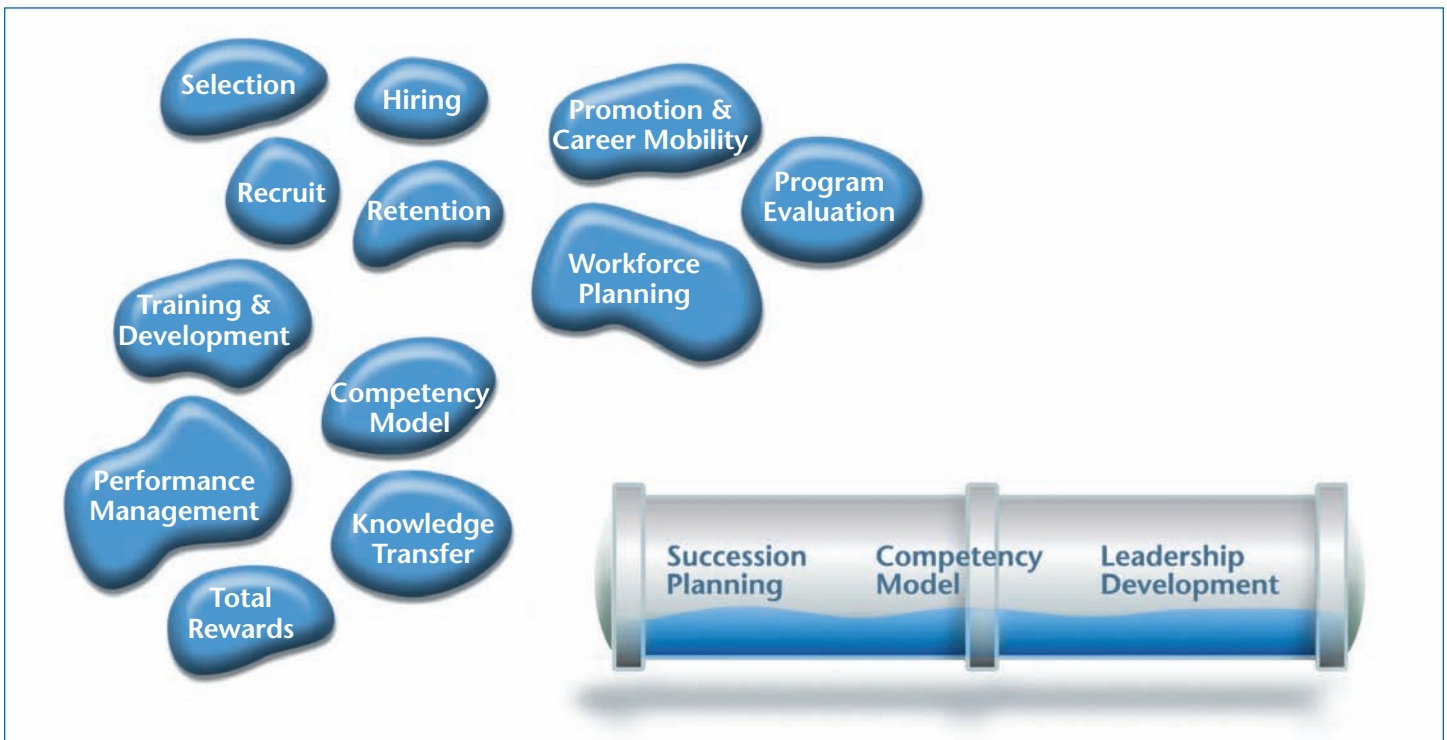 Selection
Hiring
Promotion &
Career Mobility
Recruit
Retention
Program
Evaluation
Workforce
Planning
Training &
Development
Competency
Model
Performance
Management
Knowledge
Transfer
Total
Rewards
Succession
Planning
Competency
Model
Leadership
Development